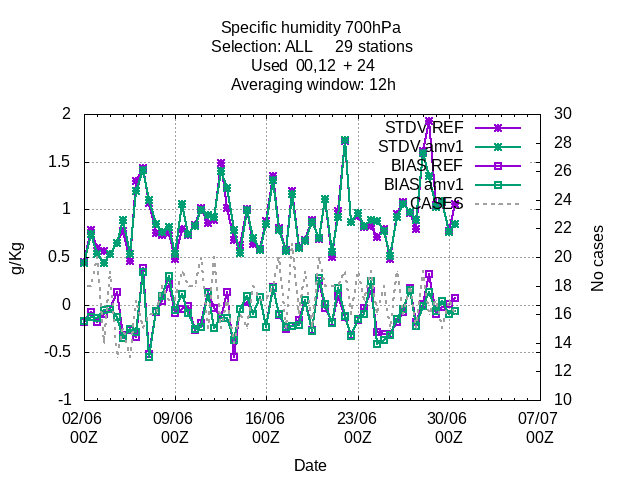 Specific humidity 700hPa
Selection: ALL 29 stations
Used 00,12 + 24
Averaging window: 12h
STDV REF
STDV amv1
BIAS REF
BIAS amv1
CASES
2
1.5
1
0.5
0
-0.5
-1
g/Kg
30
28
26
24
22
20
18
16
14
12
10
No cases
02/06 09/06 16/06 23/06 30/06 07/07
00Z 00Z 00Z 00Z 00Z 00Z
Date